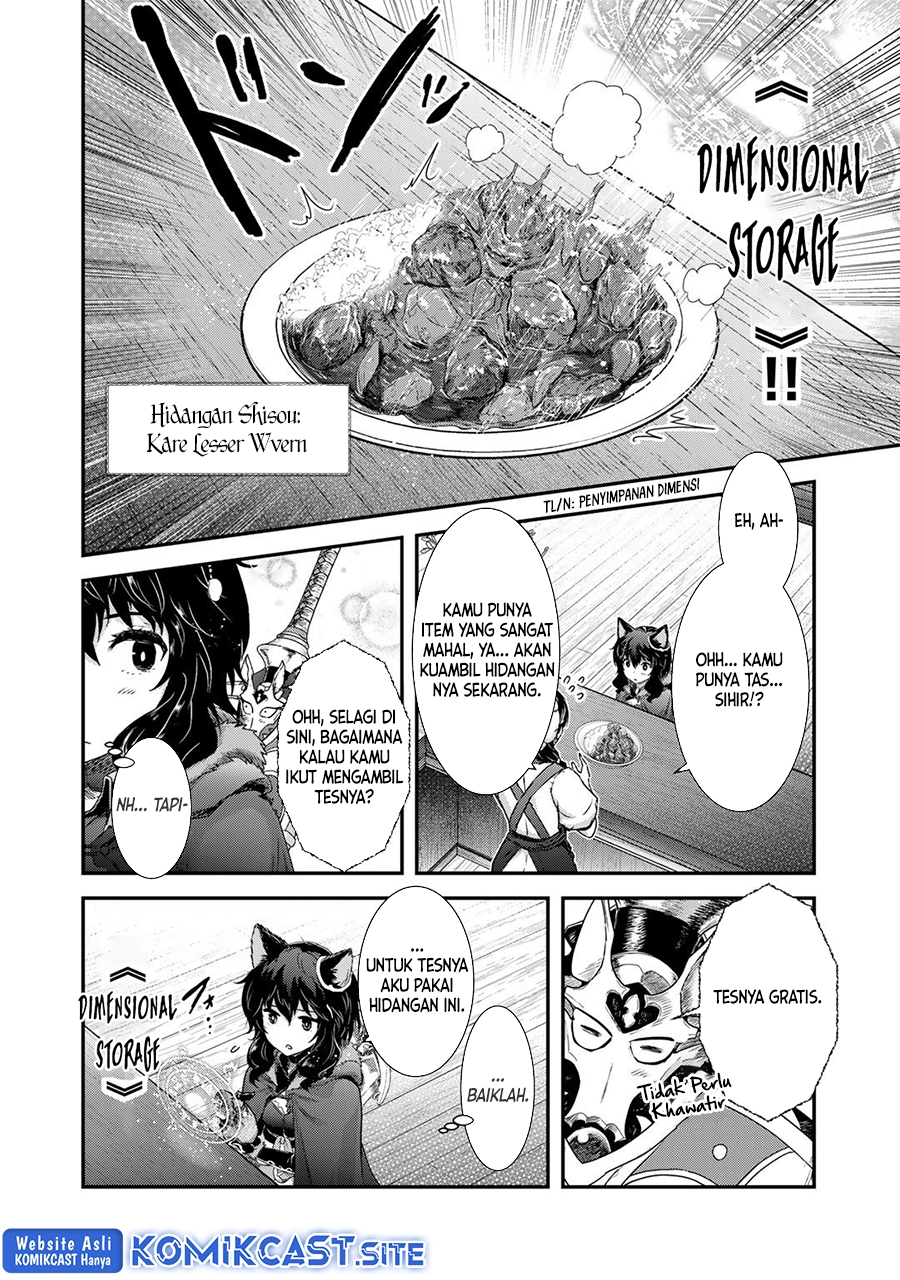 ドンッ
《
DIMENSIONAL
STORAGE
》
!!
Hidangan Shisou:
Kare Lesser Wvern
TL/N: PENYIMPANAN DIMENSI
EH, AH-
OHH... KAMU
PUNYA TAS...
SIHIR!?
KAMU PUNYA
ITEM YANG SANGAT
MAHAL, YA... AKAN
KUAMBIL HIDANGAN
NYA SEKARANG.
OHH, SELAGI DI
SINI, BAGAIMANA
KALAU KAMU
IKUT MENGAMBIL
TESNYA?
NH... TAPI-
TESNYA GRATIS.
Tidak Perlu
Khawatir
...
UNTUK TESNYA
AKU PAKAI
HIDANGAN INI.
...
BAIKLAH.
《
DIMENSIONAL
STORAGE
》
Website Asli
KOMIKCAST Hanya
KOMIKCAST.SITE